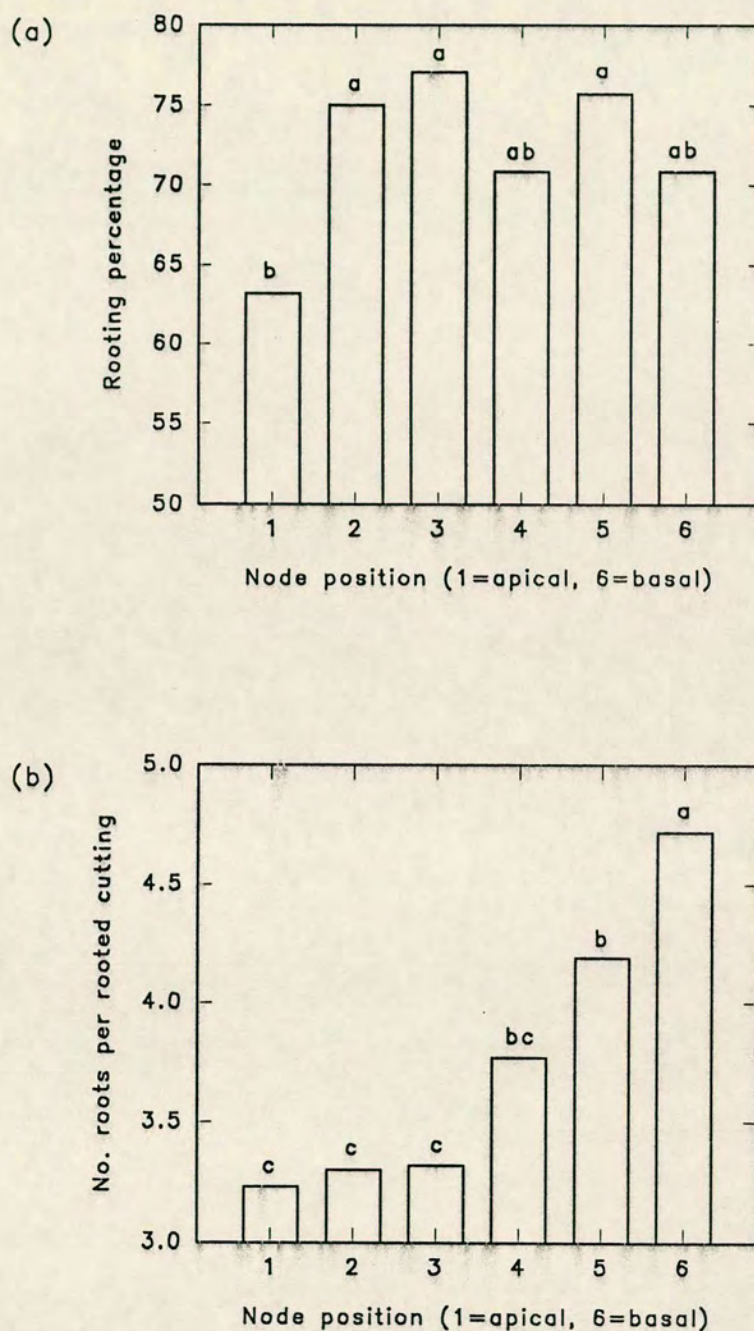 (a)
Rooting percentage
80
75
70
65
60
55
50
b
a
a
ab
a
ab
1 2 3 4 5 6
Node position (1=apical, 6=basal)
(b)
No. roots per rooted cutting
5.0
4.5
4.0
3.5
3.0
c
c
c
bc
b
a
1 2 3 4 5 6
Node position (1=apical, 6=basal)